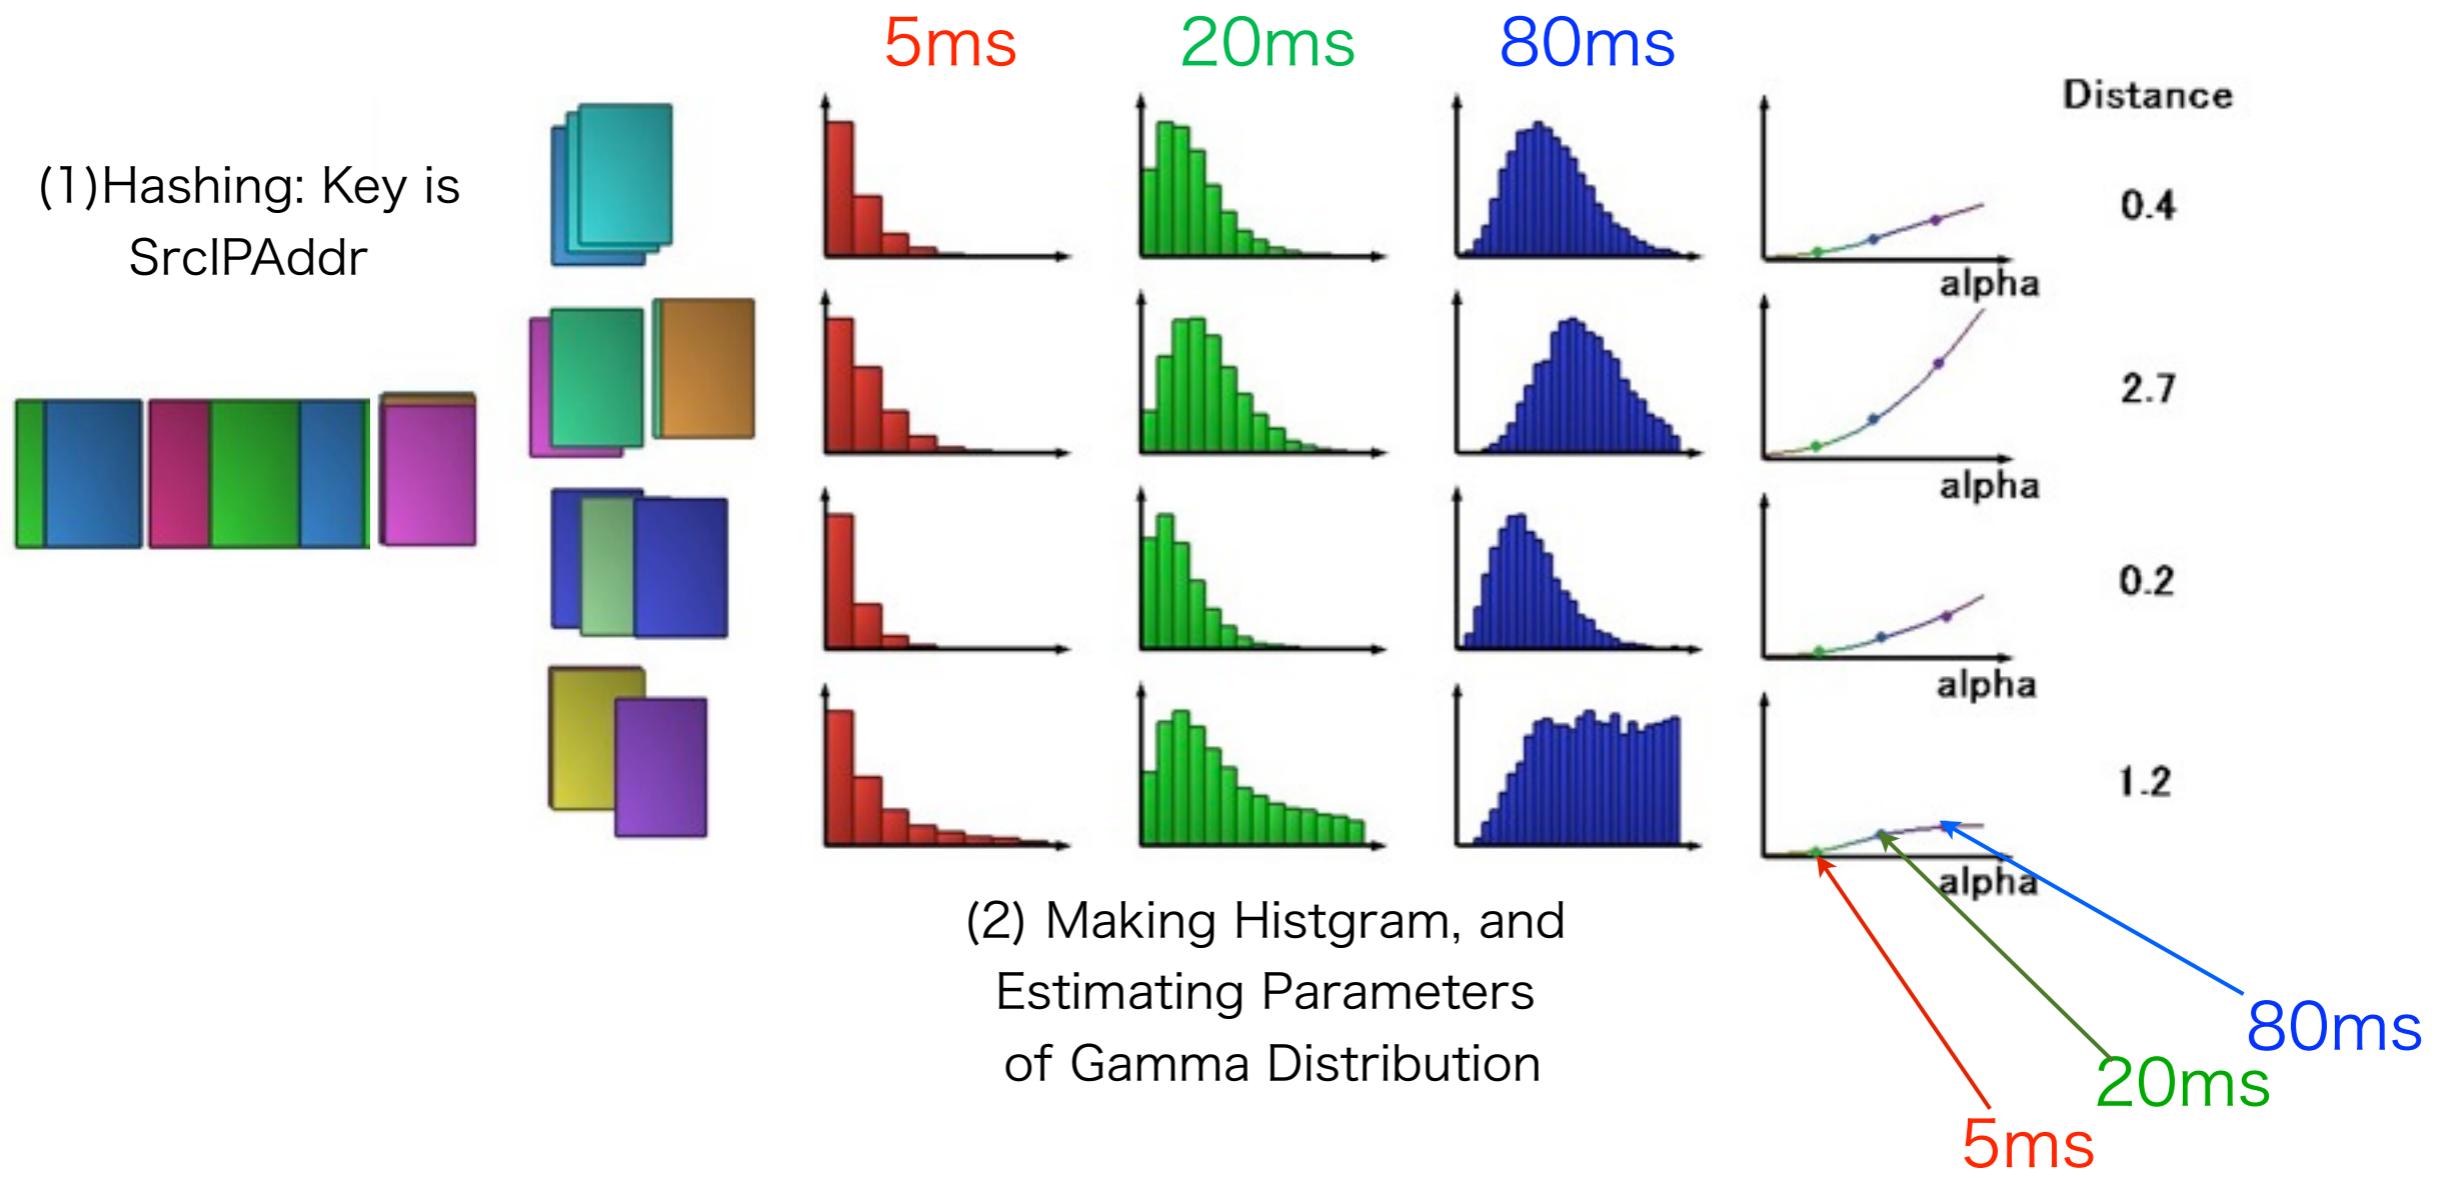 5ms
20ms
80ms
Distance
(1)Hashing: Key is
SrcIPAddr
0.4
alpha
2.7
alpha
0.2
alpha
1.2
alpha
(2) Making Histgram, and
Estimating Parameters
of Gamma Distribution
80ms
20ms
5ms